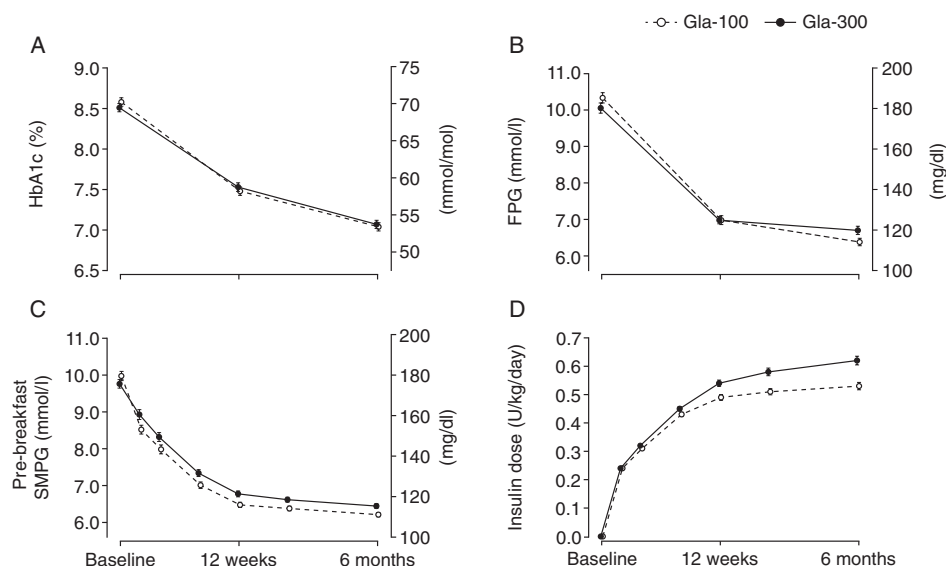 Gla-100 Gla-300
A
9.0
8.5
8.0
7.5
7.0
6.5
HbA1c (%)
75
70
65
60
55
50
(mmol/mol)
B
11.0
10.0
9.0
8.0
7.0
6.0
FPG (mmol/l)
200
180
160
140
120
100
(mg/dl)
C
11.0
10.0
9.0
8.0
7.0
6.0
Pre-breakfast
SMPG (mmol/l)
200
180
160
140
120
100
(mg/dl)
Baseline 12 weeks 6 months
D
0.7
0.6
0.5
0.4
0.3
0.2
0.1
0.0
Insulin dose (U/kg/day)
Baseline 12 weeks 6 months